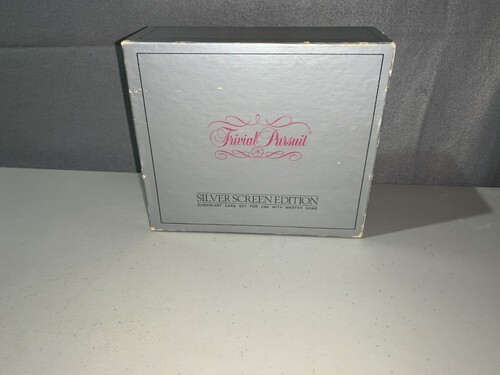 Trivial Pursuit®
SILVER SCREEN EDITION
SUBSIDIARY CARD SET FOR USE WITH MASTER GAME